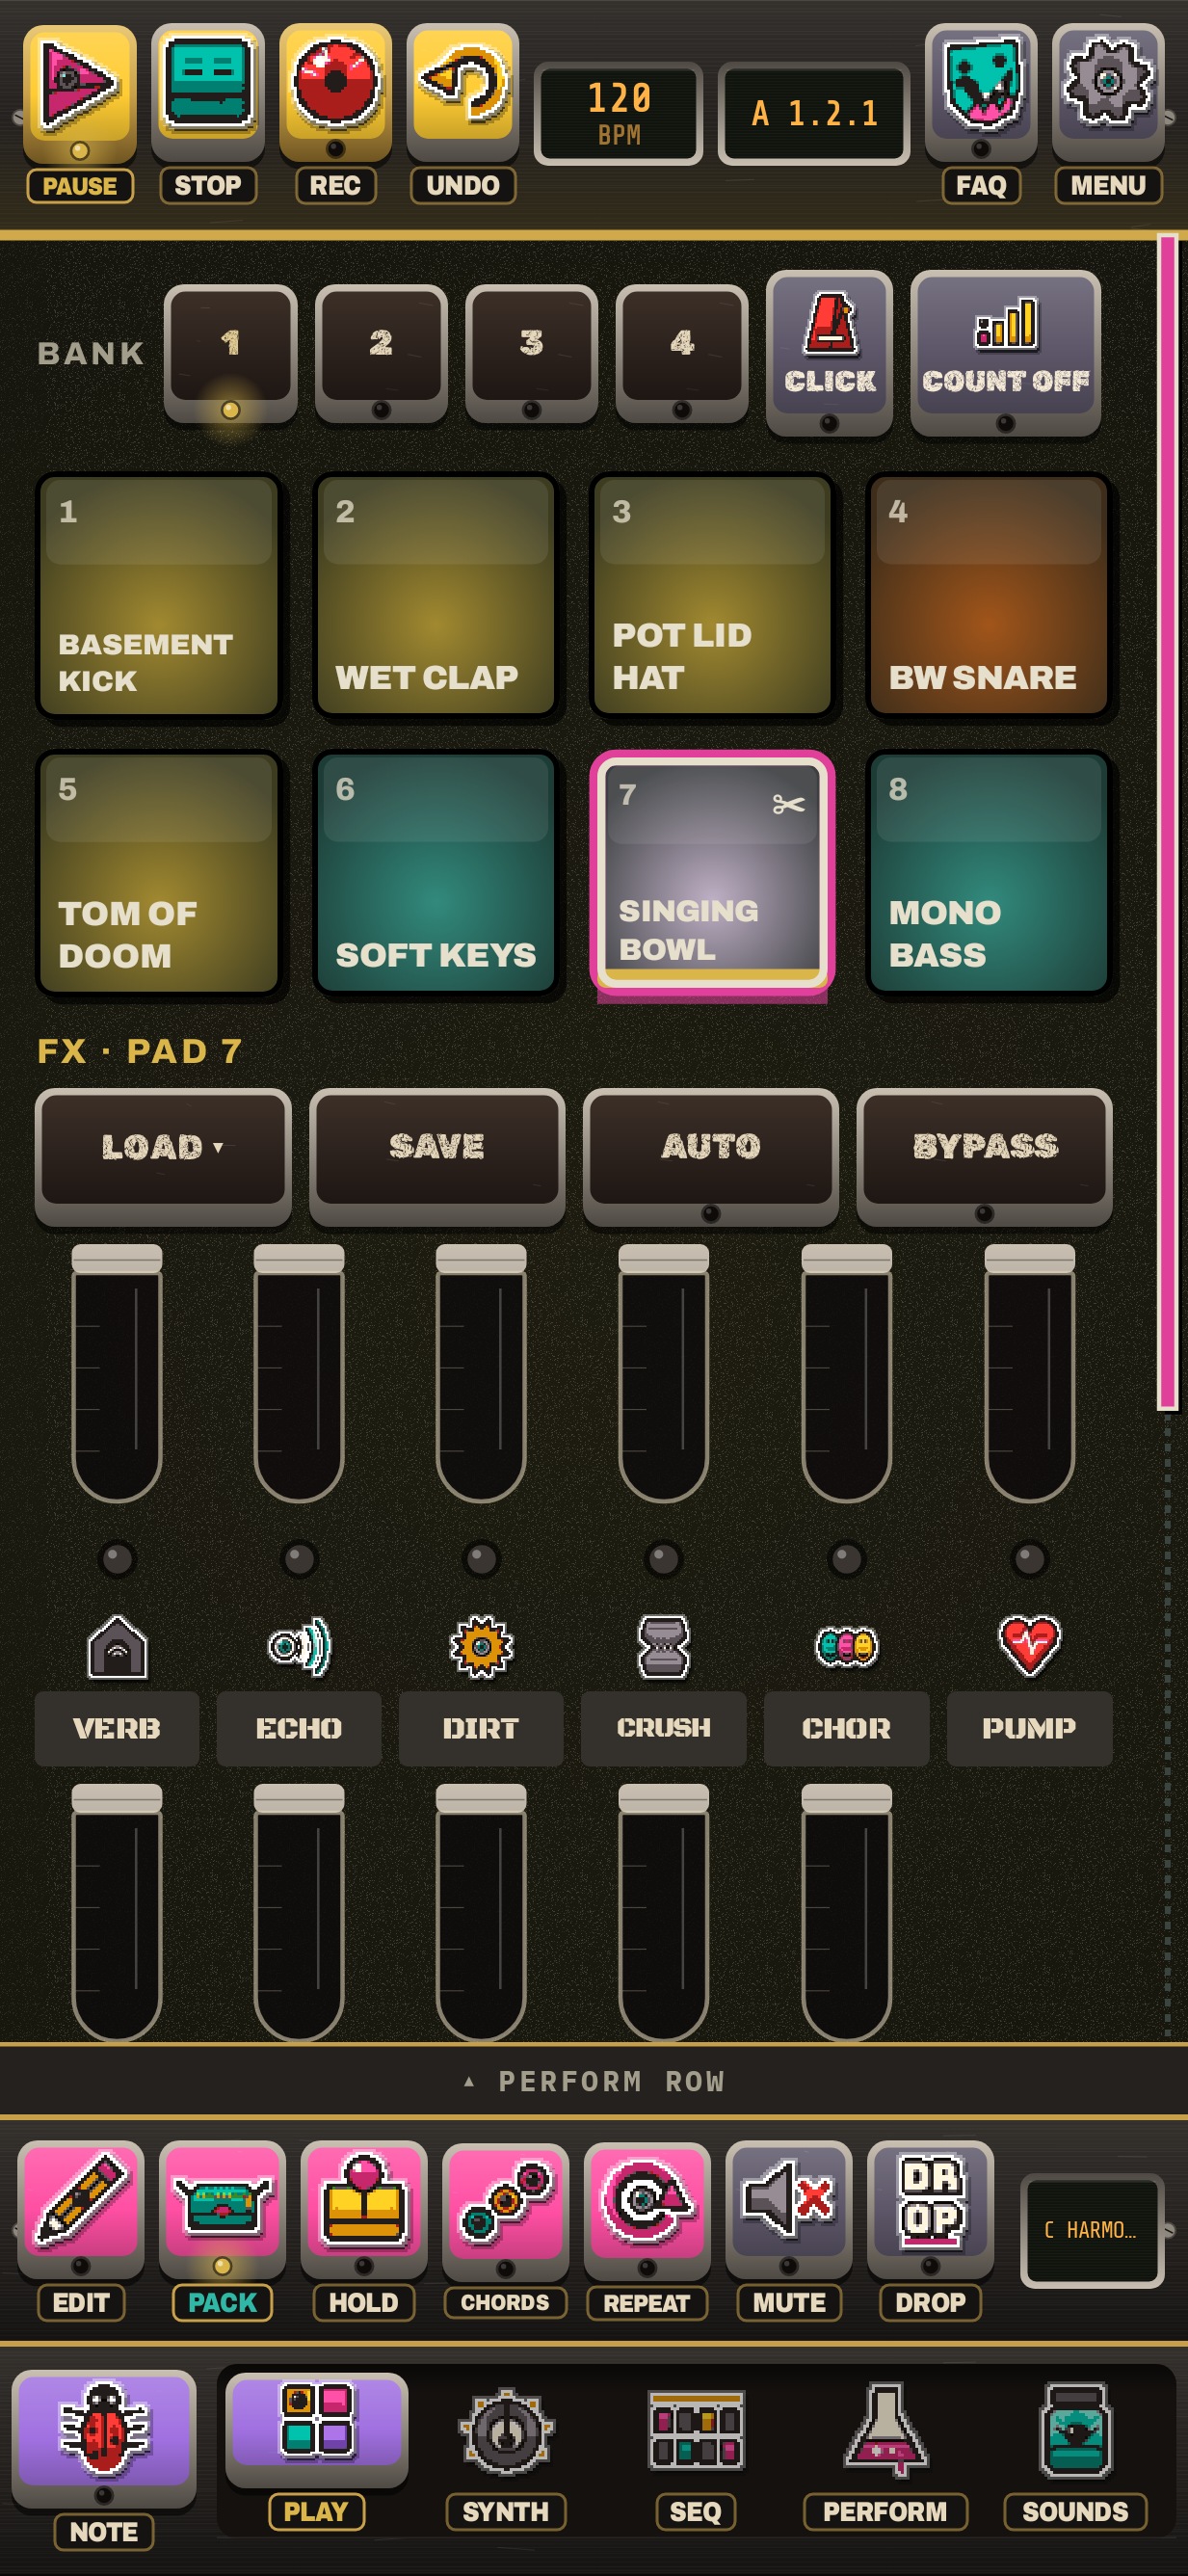 120
BPM
A 1.2.1
PAUSE
STOP
REC
UNDO
FAQ
MENU
BANK
1
2
3
4
CLICK
COUNT OFF
1
BASEMENT
KICK
2
WET CLAP
3
POT LID
HAT
4
BW SNARE
5
TOM OF
DOOM
6
SOFT KEYS
7
SINGING
BOWL
8
MONO
BASS
FX · PAD 7
LOAD ▾
SAVE
AUTO
BYPASS
VERB
ECHO
DIRT
CRUSH
CHOR
PUMP
▴ PERFORM ROW
DR
OP
C HARMO…
EDIT
PACK
HOLD
CHORDS
REPEAT
MUTE
DROP
NOTE
PLAY
SYNTH
SEQ
PERFORM
SOUNDS